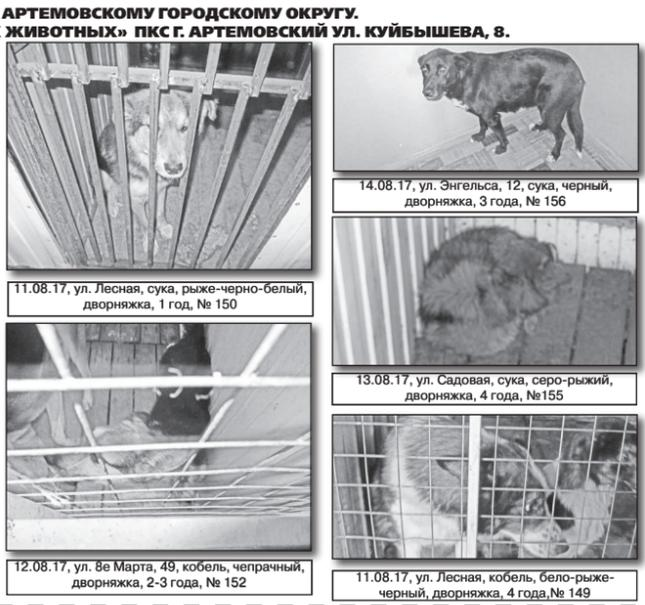 АРТЕМОВСКОМУ ГОРОДСКОМУ ОКРУГУ.
ЖИВОТНЫХ» ПКС Г. АРТЕМОВСКИЙ УЛ. КУЙБЫШЕВА, 8.
11.08.17, ул. Лесная, сука, рыже-черно-белый,
дворняжка, 1 год, № 150
14.08.17, ул. Энгельса, 12, сука, черный,
дворняжка, 3 года, № 156
13.08.17, ул. Садовая, сука, серо-рыжий,
дворняжка, 4 года, №155
12.08.17, ул. 8е Марта, 49, кобель, чепрачный,
дворняжка, 2-3 года, № 152
11.08.17, ул. Лесная, кобель, бело-рыже-
черный, дворняжка, 4 года,№ 149